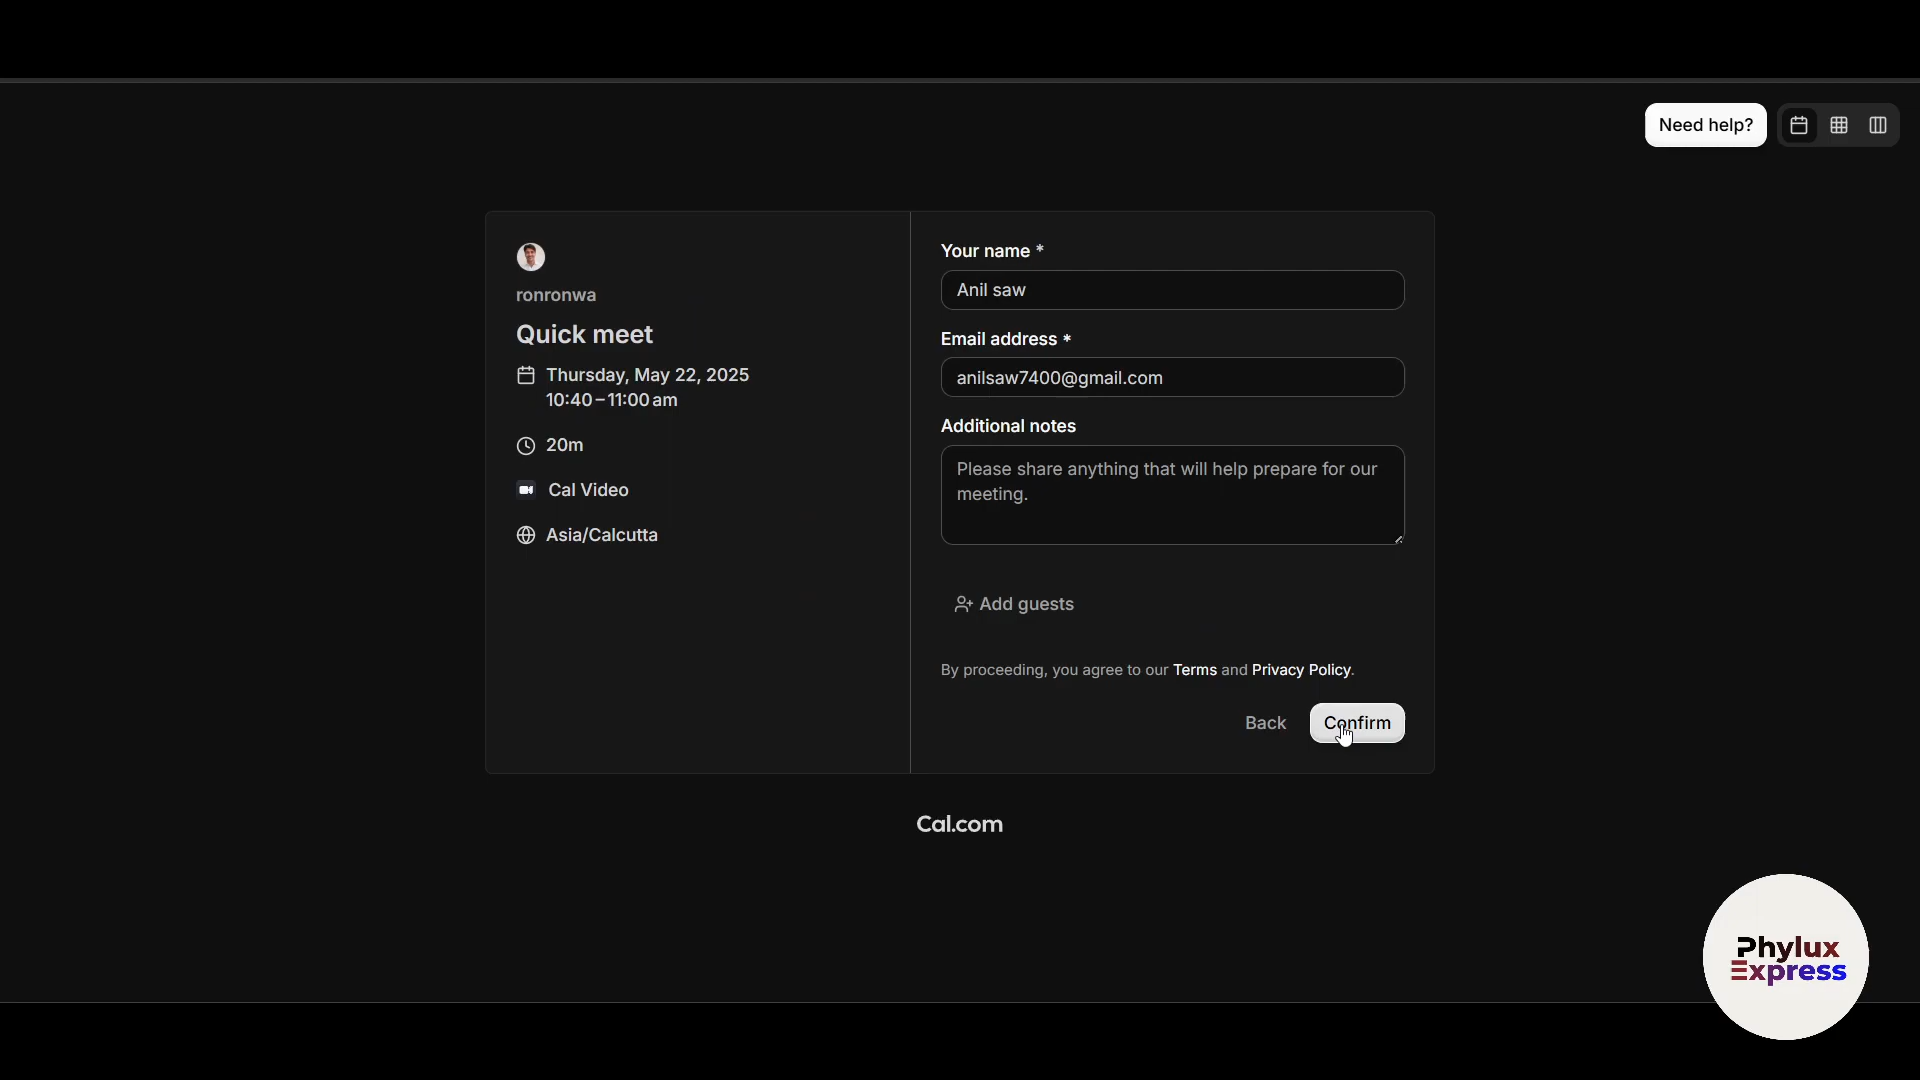 Need help?
ronronwa
Quick meet
Thursday, May 22, 2025
10:40 – 11:00 am
20m
Cal Video
Asia/Calcutta
Your name *
Anil saw
Email address *
anilsaw7400@gmail.com
Additional notes
Please share anything that will help prepare for our
meeting.
Add guests
By proceeding, you agree to our Terms and Privacy Policy.
Back
Confirm
Cal.com
Phylux
Express